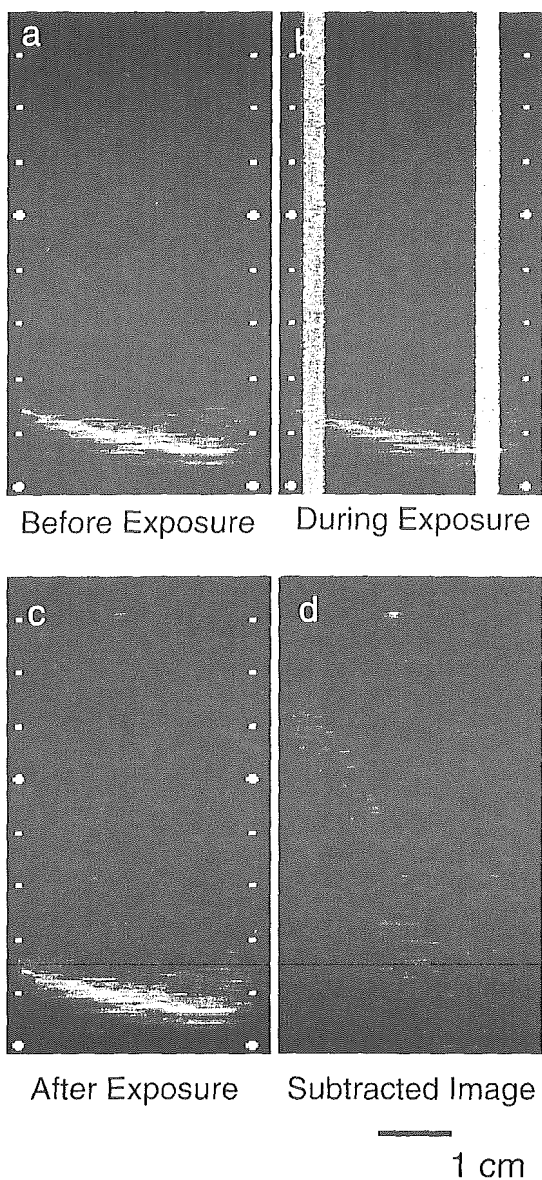 a b
Before Exposure During Exposure
c d
After Exposure Subtracted Image
1 cm